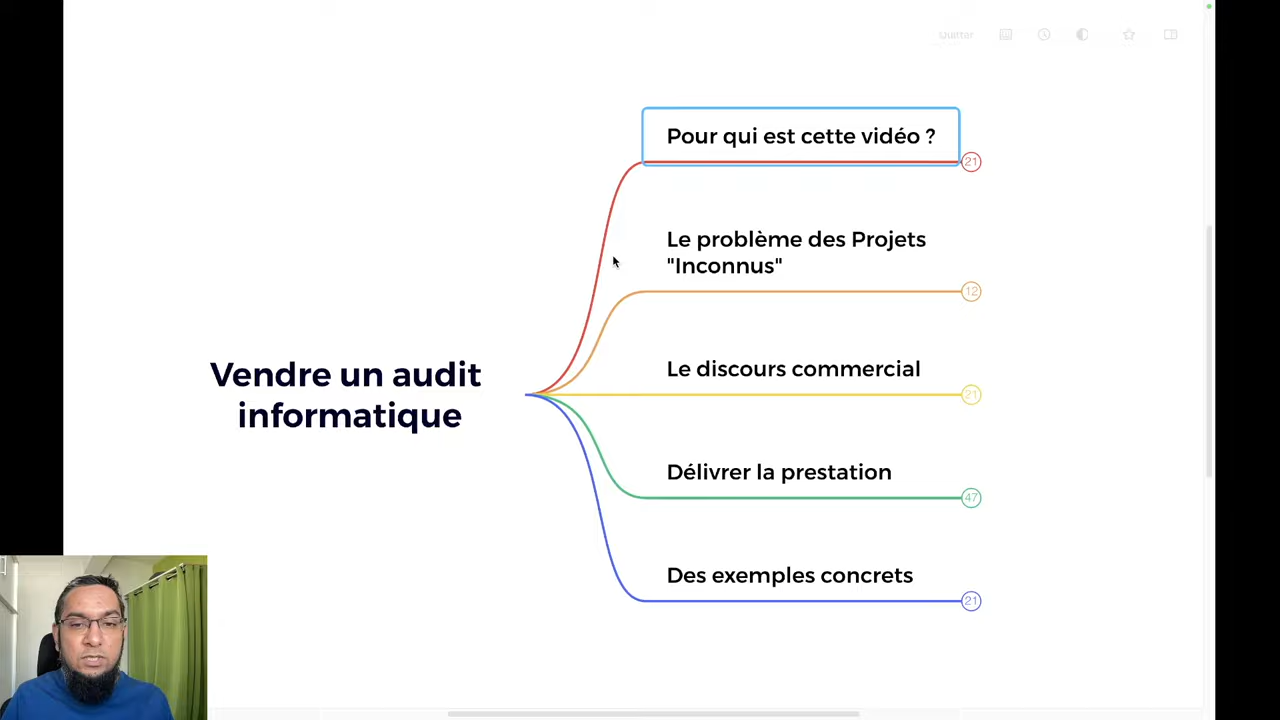 Quitter
Pour qui est cette vidéo ?
21
Le problème des Projets
"Inconnus"
12
Vendre un audit
informatique
Le discours commercial
21
Délivrer la prestation
47
Des exemples concrets
21